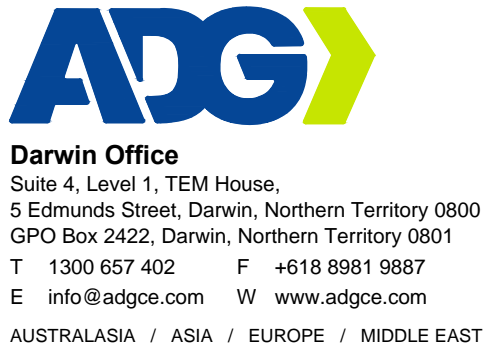 ADG
Darwin Office
Suite 4, Level 1, TEM House,
5 Edmunds Street, Darwin, Northern Territory 0800
GPO Box 2422, Darwin, Northern Territory 0801
T 1300 657 402 F +618 8981 9887
E info@adgce.com W www.adgce.com
AUSTRALASIA / ASIA / EUROPE / MIDDLE EAST